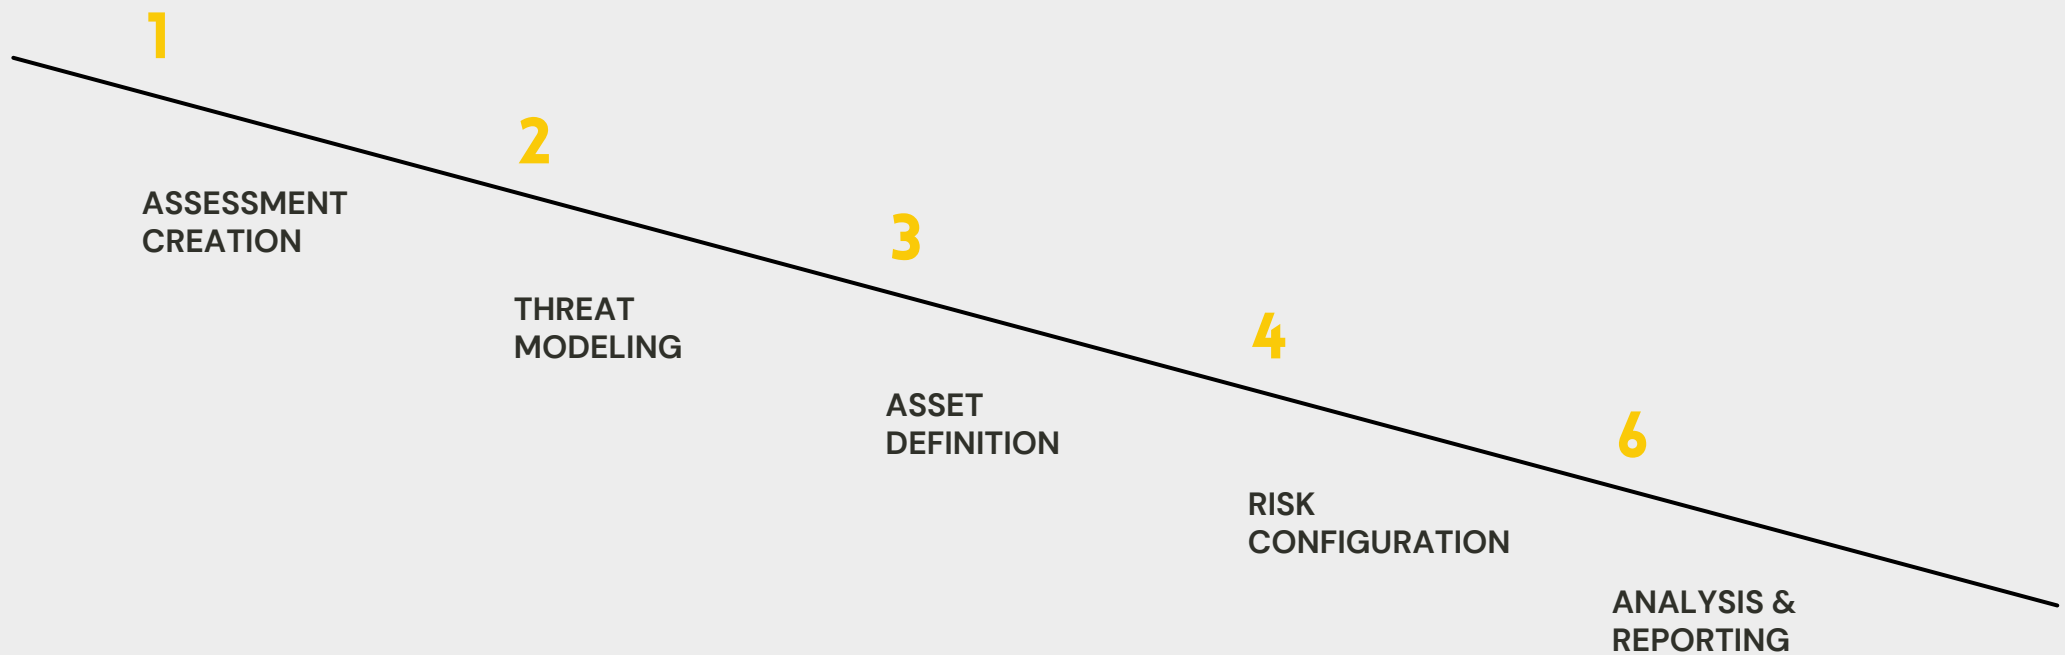 1
ASSESSMENT
CREATION
2
THREAT
MODELING
3
ASSET
DEFINITION
4
RISK
CONFIGURATION
6
ANALYSIS &
REPORTING